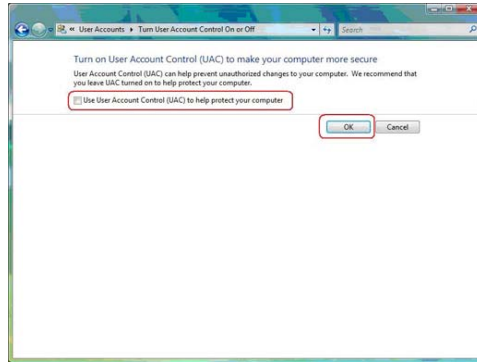 « User Accounts ▸ Turn User Account Control On or Off
Search
Turn on User Account Control (UAC) to make your computer more secure
User Account Control (UAC) can help prevent unauthorized changes to your computer. We recommend that
you leave UAC turned on to help protect your computer.
Use User Account Control (UAC) to help protect your computer
OK Cancel